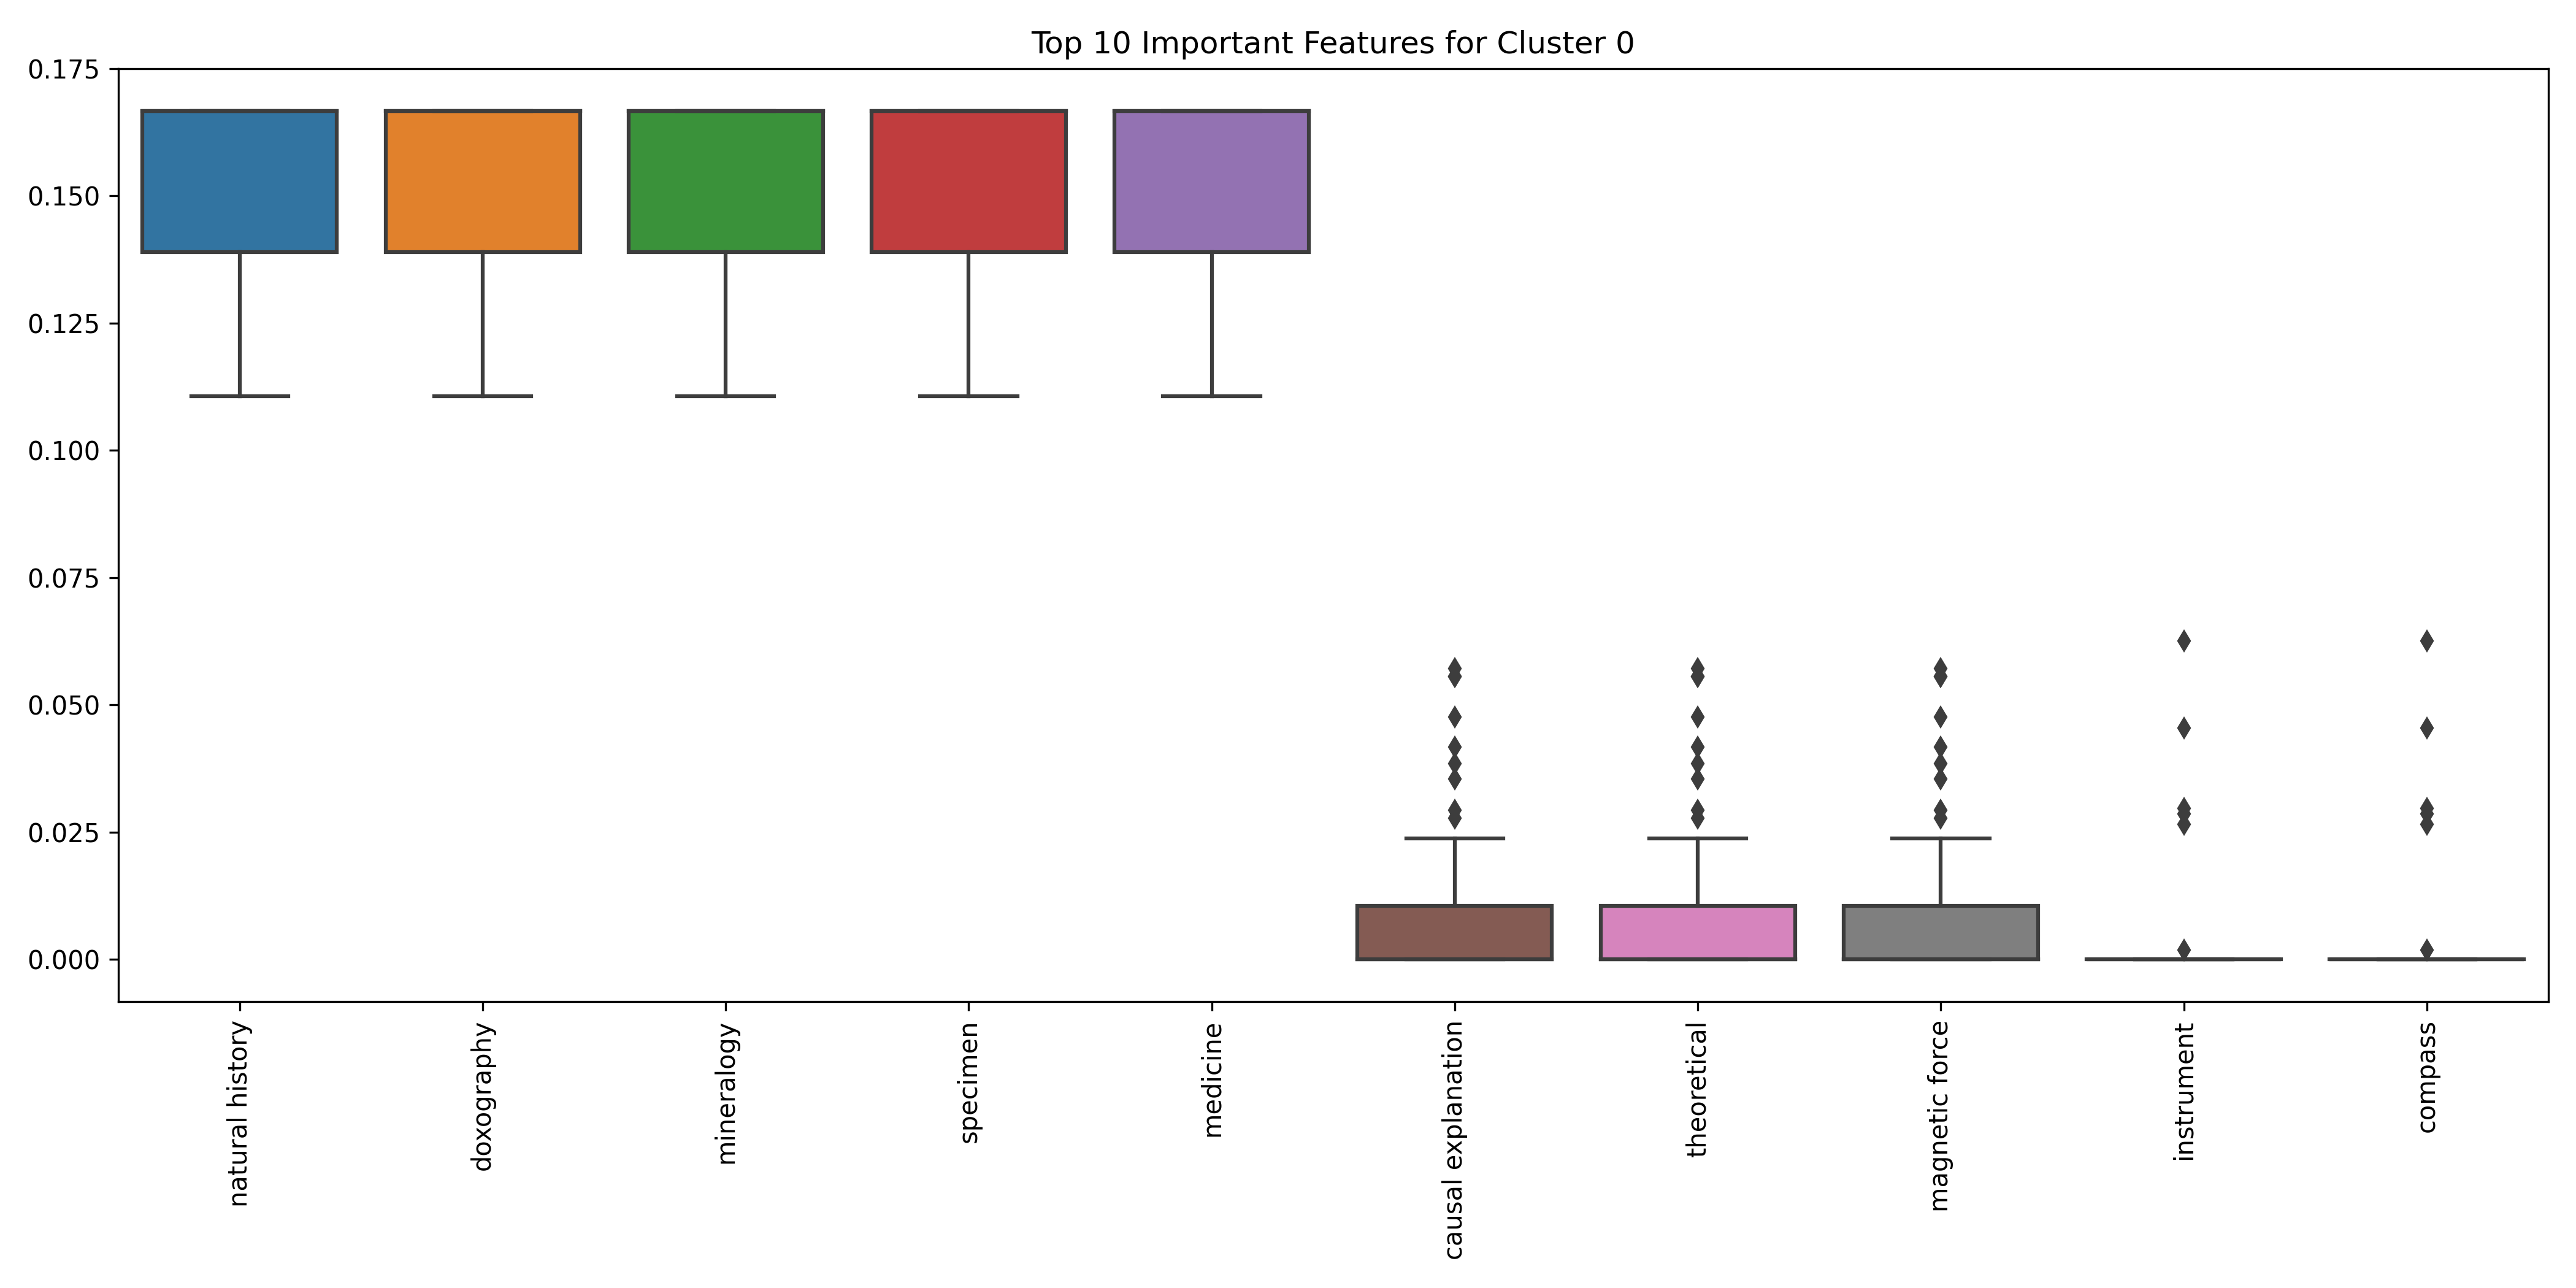 Top 10 Important Features for Cluster 0
0.175
0.150
0.125
0.100
0.075
0.050
0.025
0.000
natural history
doxography
mineralogy
specimen
medicine
causal explanation
theoretical
magnetic force
instrument
compass